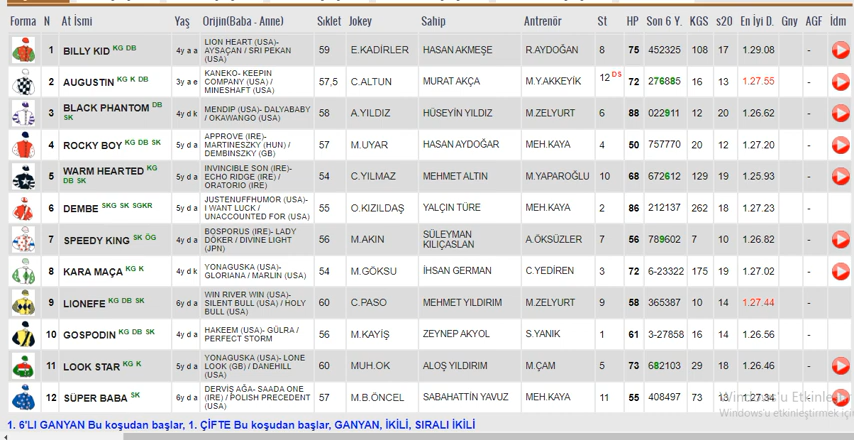 Forma N At İsmi Yaş Orijin(Baba - Anne) Sıklet Jokey Sahip Antrenör St HP Son 6 Y. KGS s20 En İyi D. Gny AGF İdm
1 BILLY KID KG DB 4y a a LION HEART (USA)- AYSAÇAN / SRI PEKAN (USA) 59 E.KADİRLER HASAN AKMEŞE R.AYDOĞAN 8 75 452325 108 17 1.29.08 -
2 AUGUSTIN KG K DB 3y a e KANEKO- KEEPIN COMPANY (USA) / MINESHAFT (USA) 57,5 C.ALTUN MURAT AKÇA M.Y.AKKEYİK 12 DS 72 276885 16 13 1.27.55 -
3 BLACK PHANTOM DB SK 4y d k MENDIP (USA)- DALYABABY / OKAWANGO (USA) 58 A.YILDIZ HÜSEYİN YILDIZ M.ZELYURT 6 88 022911 12 20 1.26.62 -
4 ROCKY BOY KG DB SK 5y d a APPROVE (IRE)- MARTINESZKY (HUN) / DEMBINSZKY (GB) 57 M.UYAR HASAN AYDOĞAR MEH.KAYA 4 50 757770 20 12 1.27.20 -
5 WARM HEARTED KG DB SK 5y d a INVINCIBLE SON (IRE)- ECHO RIDGE (IRE) / ORATORIO (IRE) 54 C.YILMAZ MEHMET ALTIN M.YAPAROĞLU 10 68 672612 129 19 1.25.93 -
6 DEMBE SKG SK SGKR 5y d a JUSTENUFFHUMOR (USA)- I WANT LUCK / UNACCOUNTED FOR (USA) 55 O.KIZILDAŞ YALÇIN TÜRE MEH.KAYA 2 86 212137 262 18 1.27.23 -
7 SPEEDY KING SK ÖG 4y d a BOSPORUS (IRE)- LADY DÖKER / DIVINE LIGHT (JPN) 56 M.AKIN SÜLEYMAN KILIÇASLAN A.ÖKSÜZLER 7 56 789602 7 10 1.26.82 -
8 KARA MAÇA KG K 4y d k YONAGUSKA (USA)- GLORIANA / MARLIN (USA) 54 M.GÖKSU İHSAN GERMAN C.YEDİREN 3 72 6-23322 175 19 1.27.02 -
9 LIONEFE KG DB SK 6y d a WIN RIVER WIN (USA)- SILENT BULL (USA) / HOLY BULL (USA) 60 C.PASO MEHMET YILDIRIM M.ZELYURT 9 58 365387 10 14 1.27.44 -
10 GOSPODIN KG DB SK 4y d a HAKEEM (USA)- GÜLRA / PERFECT STORM 56 M.KAYİŞ ZEYNEP AKYOL S.YANIK 1 61 3-27858 16 14 1.26.56 -
11 LOOK STAR KG K 5y d a YONAGUSKA (USA)- LONE LOOK (GB) / DANEHILL (USA) 60 MUH.OK ALOŞ YILDIRIM M.ÇAM 5 73 682103 29 18 1.26.46 -
12 SÜPER BABA SK 6y d a DERVİŞ AĞA- SAADA ONE (IRE) / POLISH PRECEDENT (USA) 57 M.B.ÖNCEL SABAHATTİN YAVUZ MEH.KAYA 11 55 408497 73 13 1.27.34 -
Windows'u Etkinle
Windows'u etkinleştirmek için
1. 6'LI GANYAN Bu koşudan başlar, 1. ÇİFTE Bu koşudan başlar, GANYAN, İKİLİ, SIRALI İKİLİ